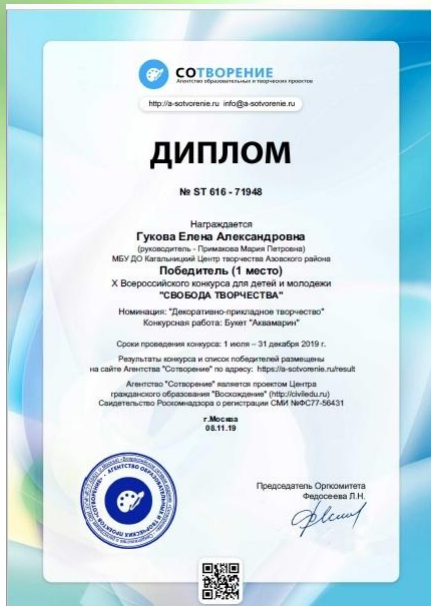 СОТВОРЕНИЕ
Агентство образовательных и творческих проектов
http://a-sotvorenie.ru info@a-sotvorenie.ru
ДИПЛОМ
№ ST 616 - 71948
Награждается
Гукова Елена Александровна
(руководитель - Примакова Мария Петровна)
МБУ ДО Кагальницкий Центр творчества Азовского района
Победитель (1 место)
X Всероссийского конкурса для детей и молодежи
"СВОБОДА ТВОРЧЕСТВА"
Номинация: "Декоративно-прикладное творчество"
Конкурсная работа: Букет "Аквамарин"
Сроки проведения конкурса: 1 июля – 31 декабря 2019 г.
Результаты конкурса и список победителей размещены
на сайте Агентства "Сотворение" по адресу: https://a-sotvorenie.ru/result
Агентство "Сотворение" является проектом Центра
гражданского образования "Восхождение" (http://civiledu.ru)
Свидетельство Роскомнадзора о регистрации СМИ №ФС77-56431
г.Москва
08.11.19
Председатель Оргкомитета
Федосеева Л.Н.
АГЕНТСТВО ОБРАЗОВАТЕЛЬНЫХ И ТВОРЧЕСКИХ ПРОЕКТОВ «СОТВОРЕНИЕ»